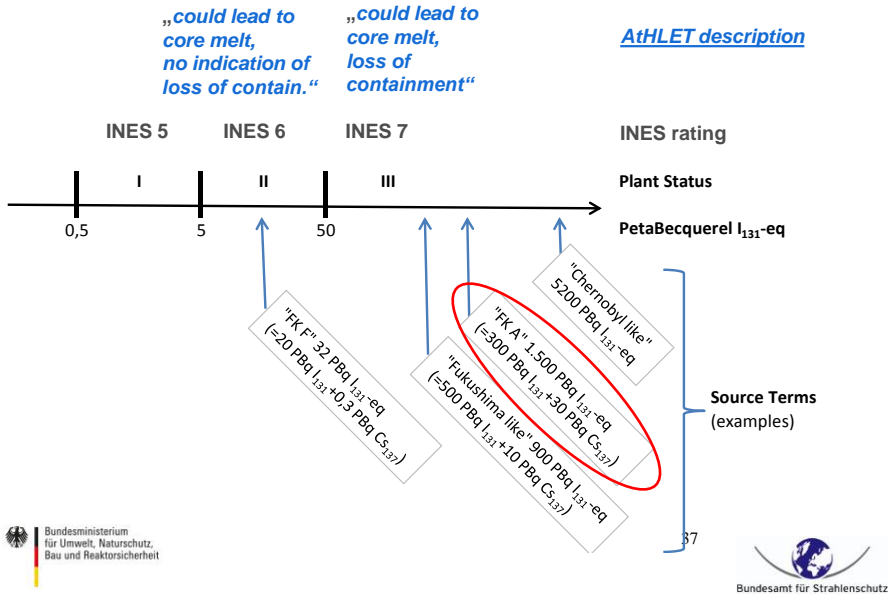 „could lead to
core melt,
no indication of
loss of contain.“
„could lead to
core melt,
loss of
containment“
AtHLET description
INES 5
INES 6
INES 7
INES rating
I
II
III
Plant Status
0,5
5
50
PetaBecquerel I131-eq
"FK F" 32 PBq I131-eq
(=20 PBq I131+0,3 PBq Cs137)
"Fukushima like" 900 PBq I131-eq
(=500 PBq I131+10 PBq Cs137)
"FK A" 1.500 PBq I131-eq
(=300 PBq I131+30 PBq Cs137)
"Chernobyl like"
5200 PBq I131-eq
Source Terms
(examples)
37
Bundesministerium
für Umwelt, Naturschutz,
Bau und Reaktorsicherheit
Bundesamt für Strahlenschutz